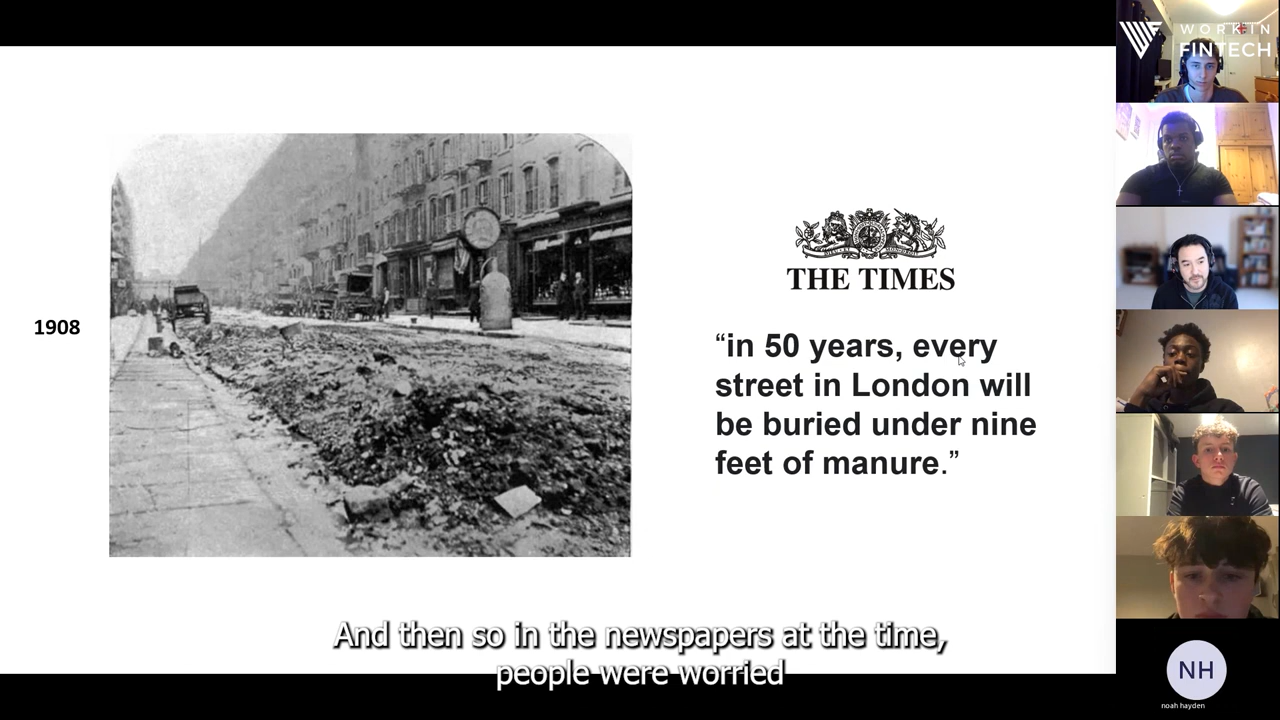 WORK IN
FINTECH
1908
THE TIMES
“in 50 years, every
street in London will
be buried under nine
feet of manure.”
And then so in the newspapers at the time,
people were worried
NH
noah hayden